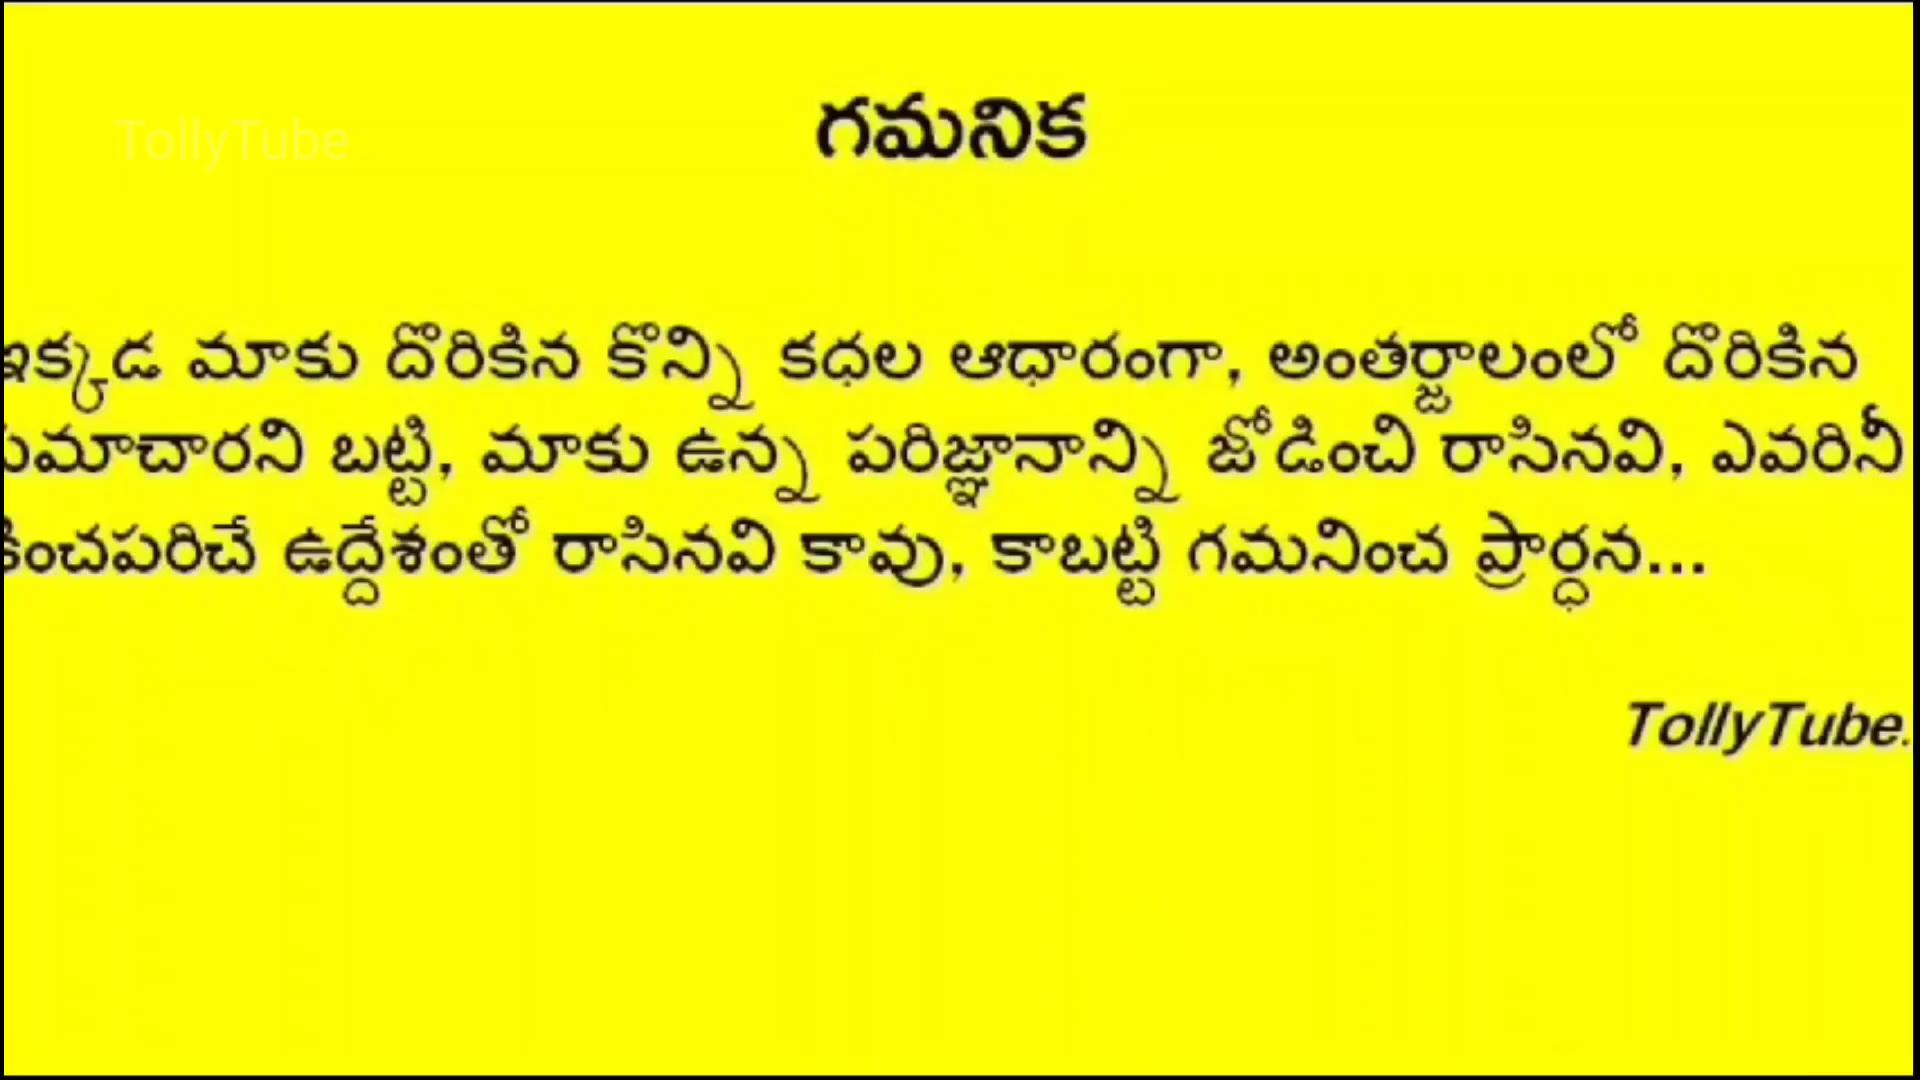 TollyTube
గమనిక
ఇక్కడ మాకు దొరికిన కొన్ని కధల ఆధారంగా, అంతర్జాలంలో దొరికిన
సమాచారని బట్టి, మాకు ఉన్న పరిజ్ఞానాన్ని జోడించి రాసినవి, ఎవరినీ
కించపరిచే ఉద్దేశంతో రాసినవి కావు, కాబట్టి గమనించ ప్రార్ధన...
TollyTube.